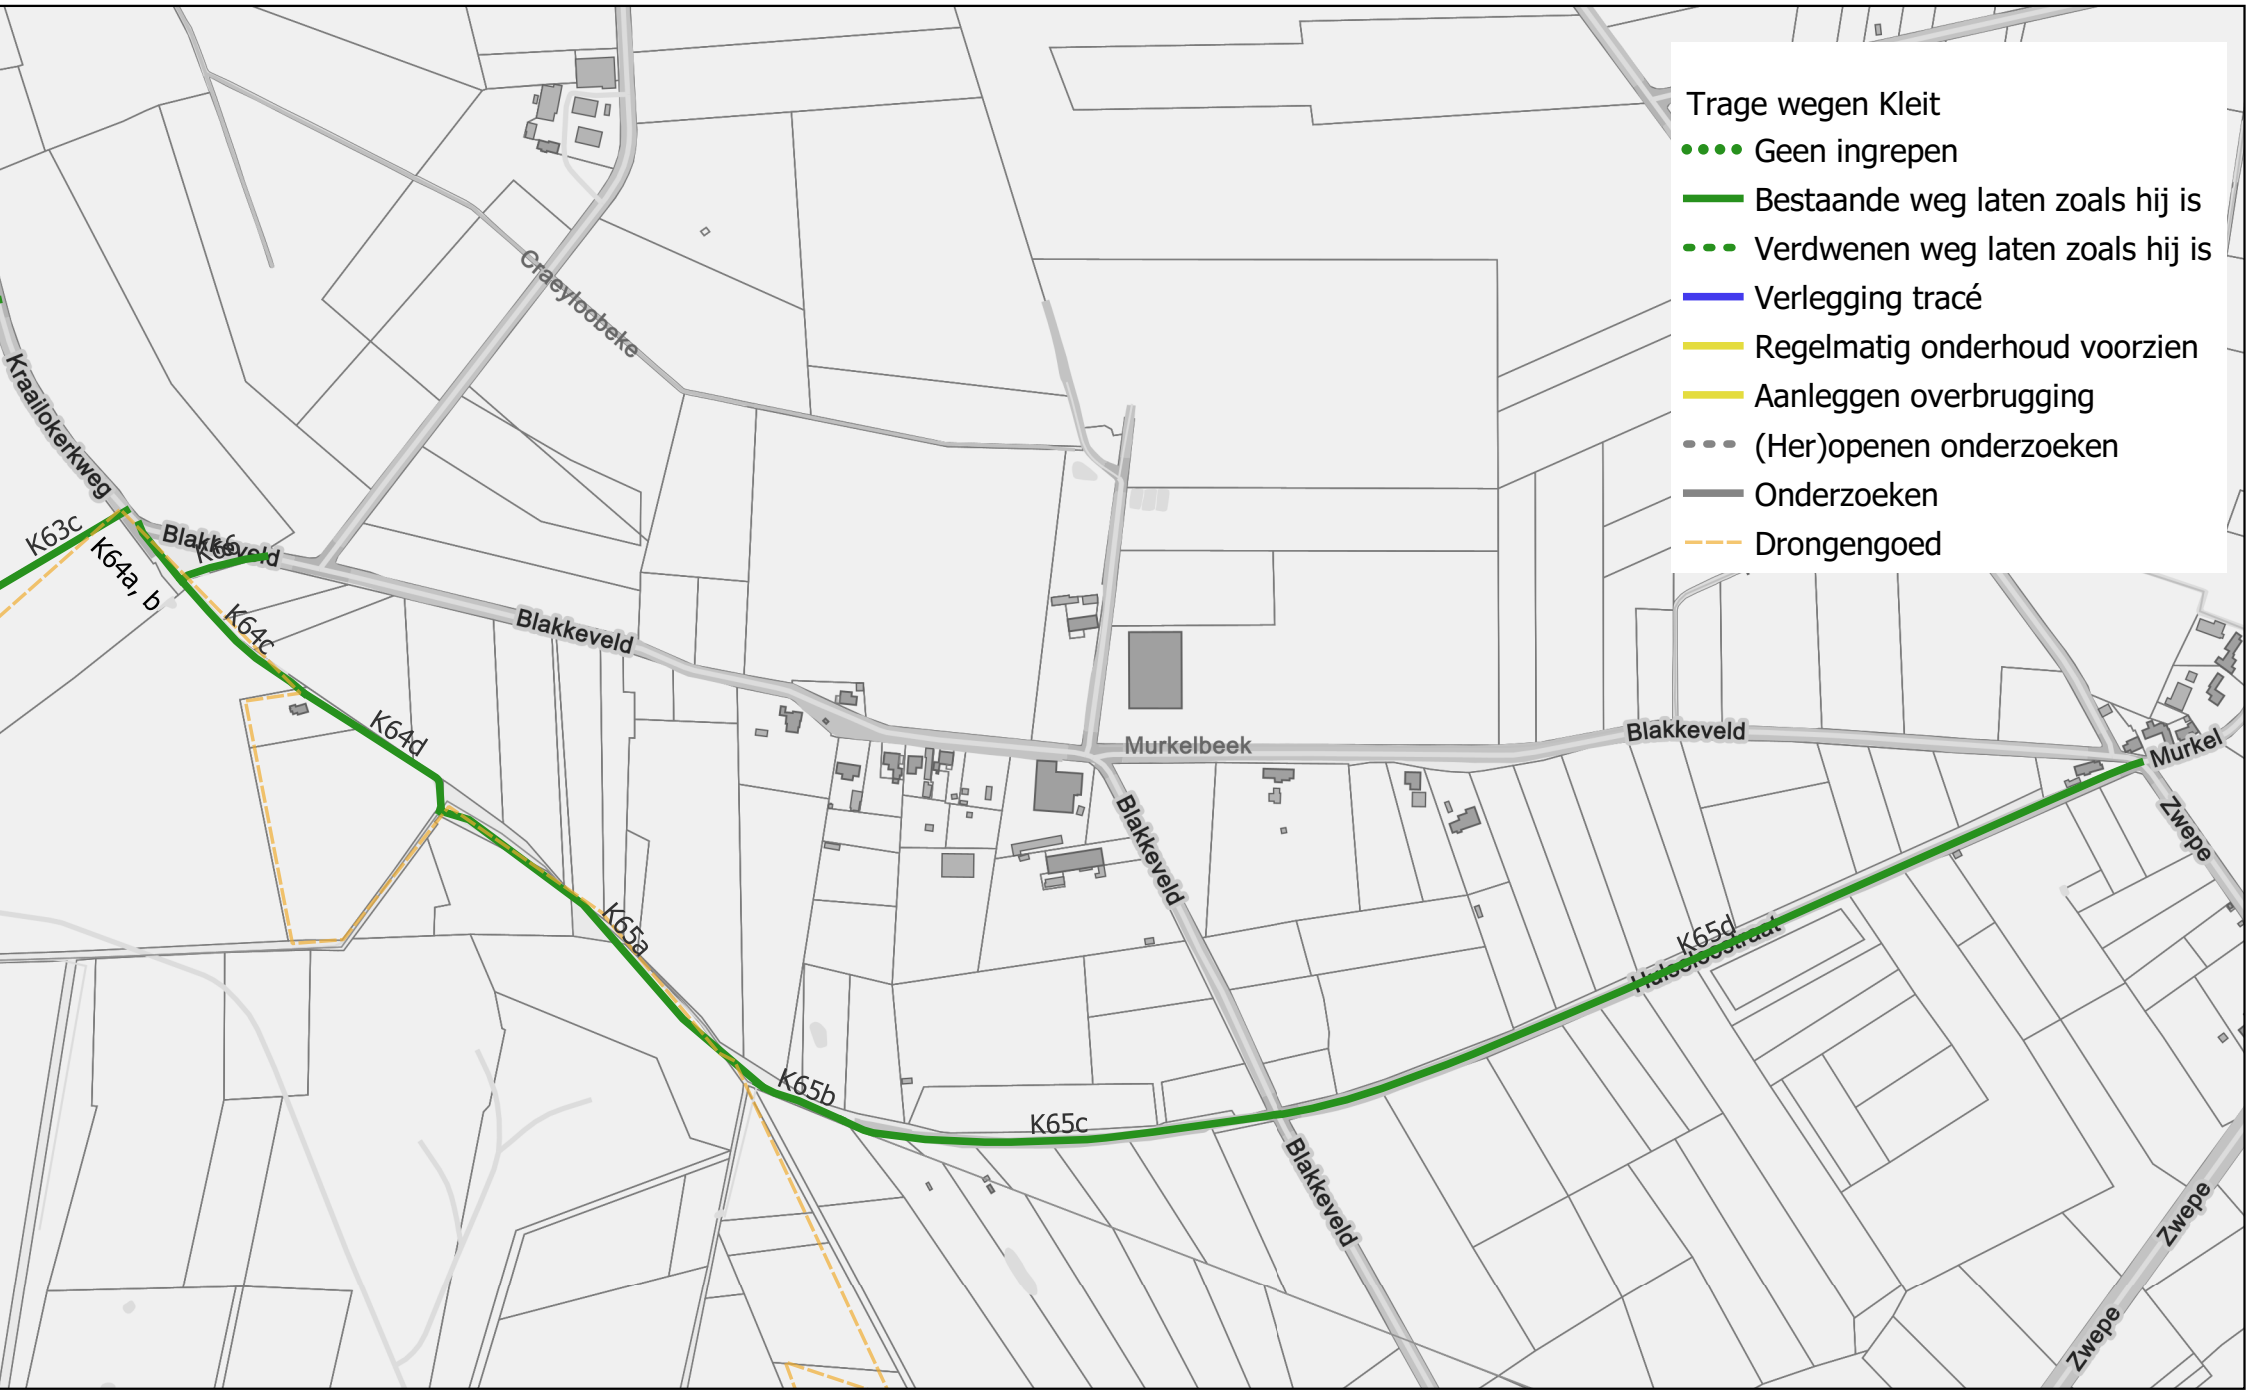 Trage wegen Kleit
Geen ingrepen
Bestaande weg laten zoals hij is
Verdwenen weg laten zoals hij is
Verlegging tracé
Regelmatig onderhoud voorzien
Aanleggen overbrugging
(Her)openen onderzoeken
Onderzoeken
Drongengoed
Craeyloobeke
Kraailokerkweg
K63c
K64a, b
Blakkeveld
K66
K64c
Blakkeveld
K64d
Murkelbeek
Blakkeveld
Murkel
Zwepe
Blakkeveld
K65a
K65d
K65b
K65c
Blakkeveld
Zwepe
Zwepe